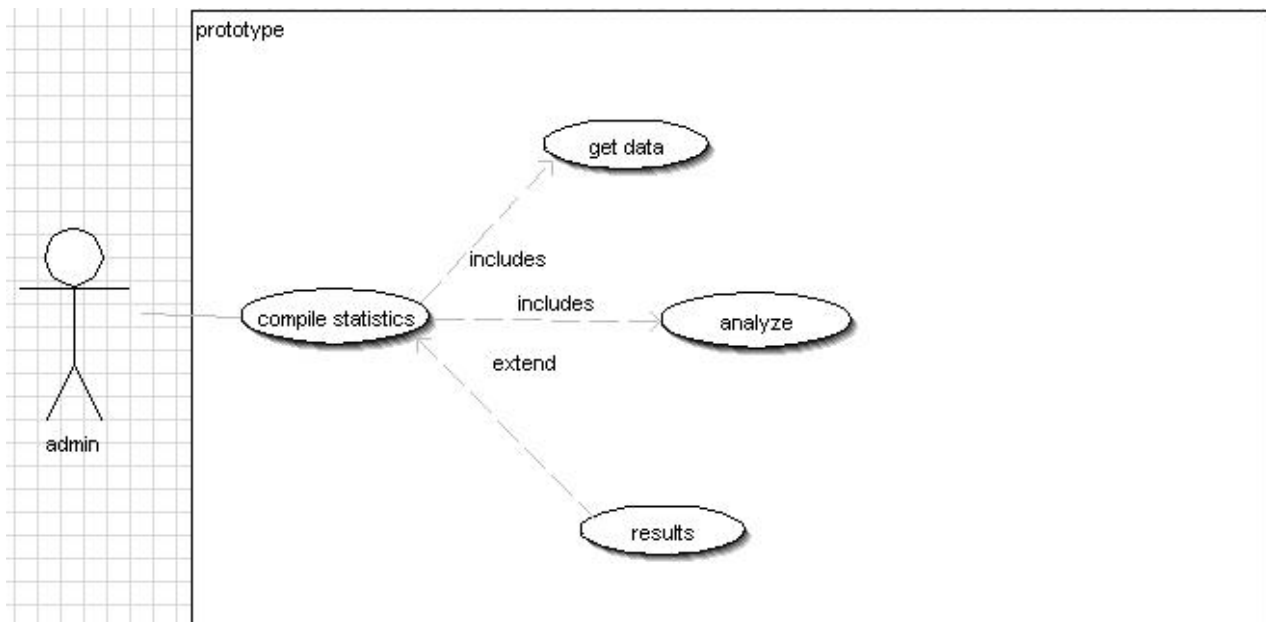 prototype
get data
includes
includes
compile statistics
analyze
extend
admin
results